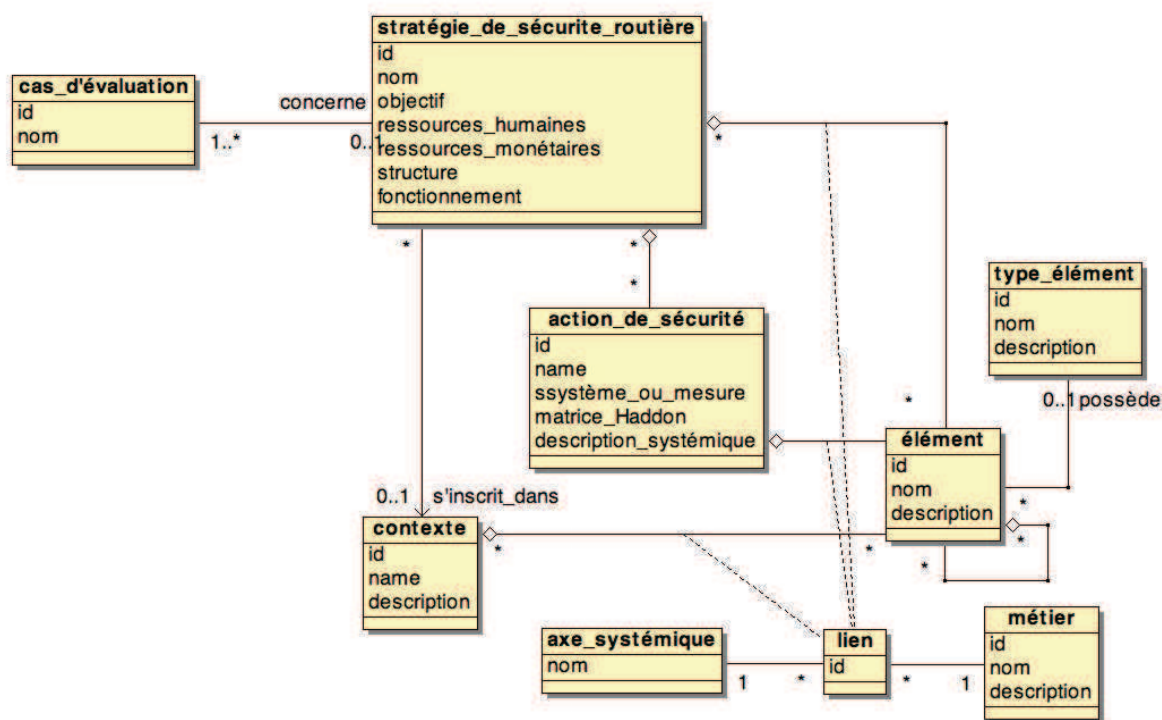 stratégie_de_sécurite_routière
id
nom
objectif
ressources_humaines
ressources_monétaires
structure
fonctionnement
cas_d'évaluation
id
nom
concerne
1..*
0..1
*
*
*
*
action_de_sécurité
id
name
ssystème_ou_mesure
matrice_Haddon
description_systémique
type_élément
id
nom
description
0..1 possède
*
élément
id
nom
description
*
*
*
0..1 s'inscrit_dans
contexte
id
name
description
*
*
axe_systémique
nom
1
*
lien
id
*
1
métier
id
nom
description